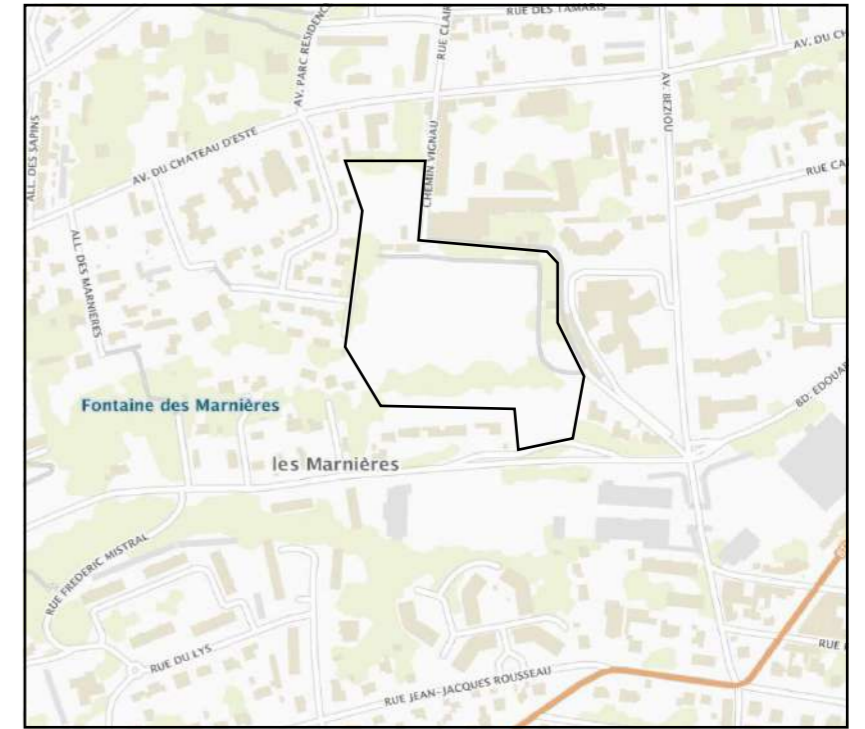 RUE DES TAMARIS
RUE CLAIR
AV. PARC RESIDENC
AV. DU CH
ALL. DES SAPINS
AV. DU CHATEAU D'ESTE
CHEMIN VIGNAU
AV. BEZIOU
RUE CA
ALL. DES MARNIERES
Fontaine des Marnières
les Marnières
BD. EDOUAR
RUE FREDERIC MISTRAL
RUE DU LYS
RUE JEAN-JACQUES ROUSSEAU
RUE